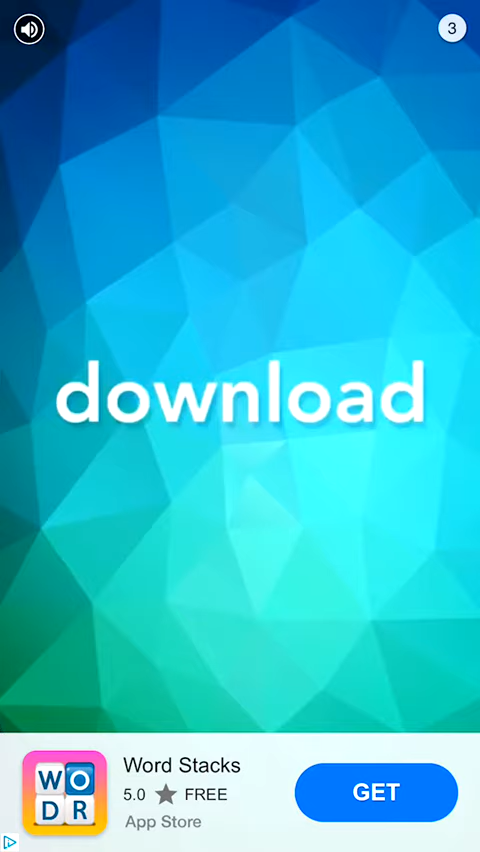 3
download
WO
DR
Word Stacks
5.0 ★ FREE
App Store
GET